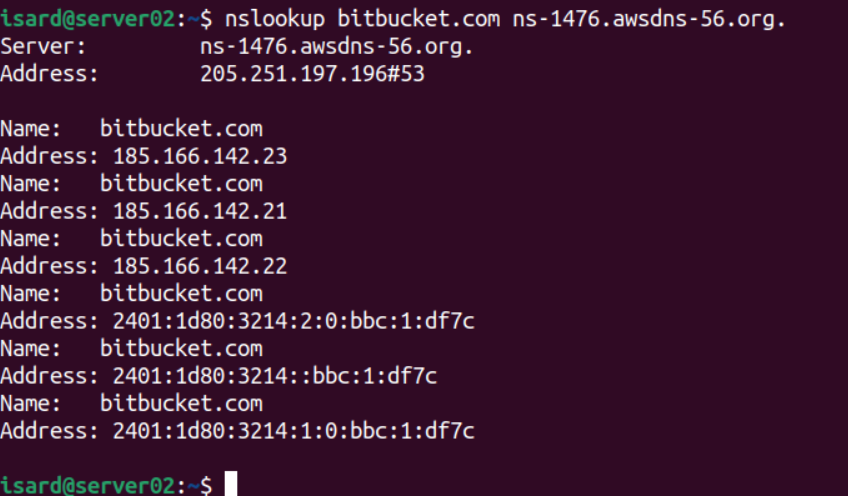 isard@server02:~$ nslookup bitbucket.com ns-1476.awsdns-56.org.
Server:         ns-1476.awsdns-56.org.
Address:        205.251.197.196#53

Name:   bitbucket.com
Address: 185.166.142.23
Name:   bitbucket.com
Address: 185.166.142.21
Name:   bitbucket.com
Address: 185.166.142.22
Name:   bitbucket.com
Address: 2401:1d80:3214:2:0:bbc:1:df7c
Name:   bitbucket.com
Address: 2401:1d80:3214::bbc:1:df7c
Name:   bitbucket.com
Address: 2401:1d80:3214:1:0:bbc:1:df7c

isard@server02:~$